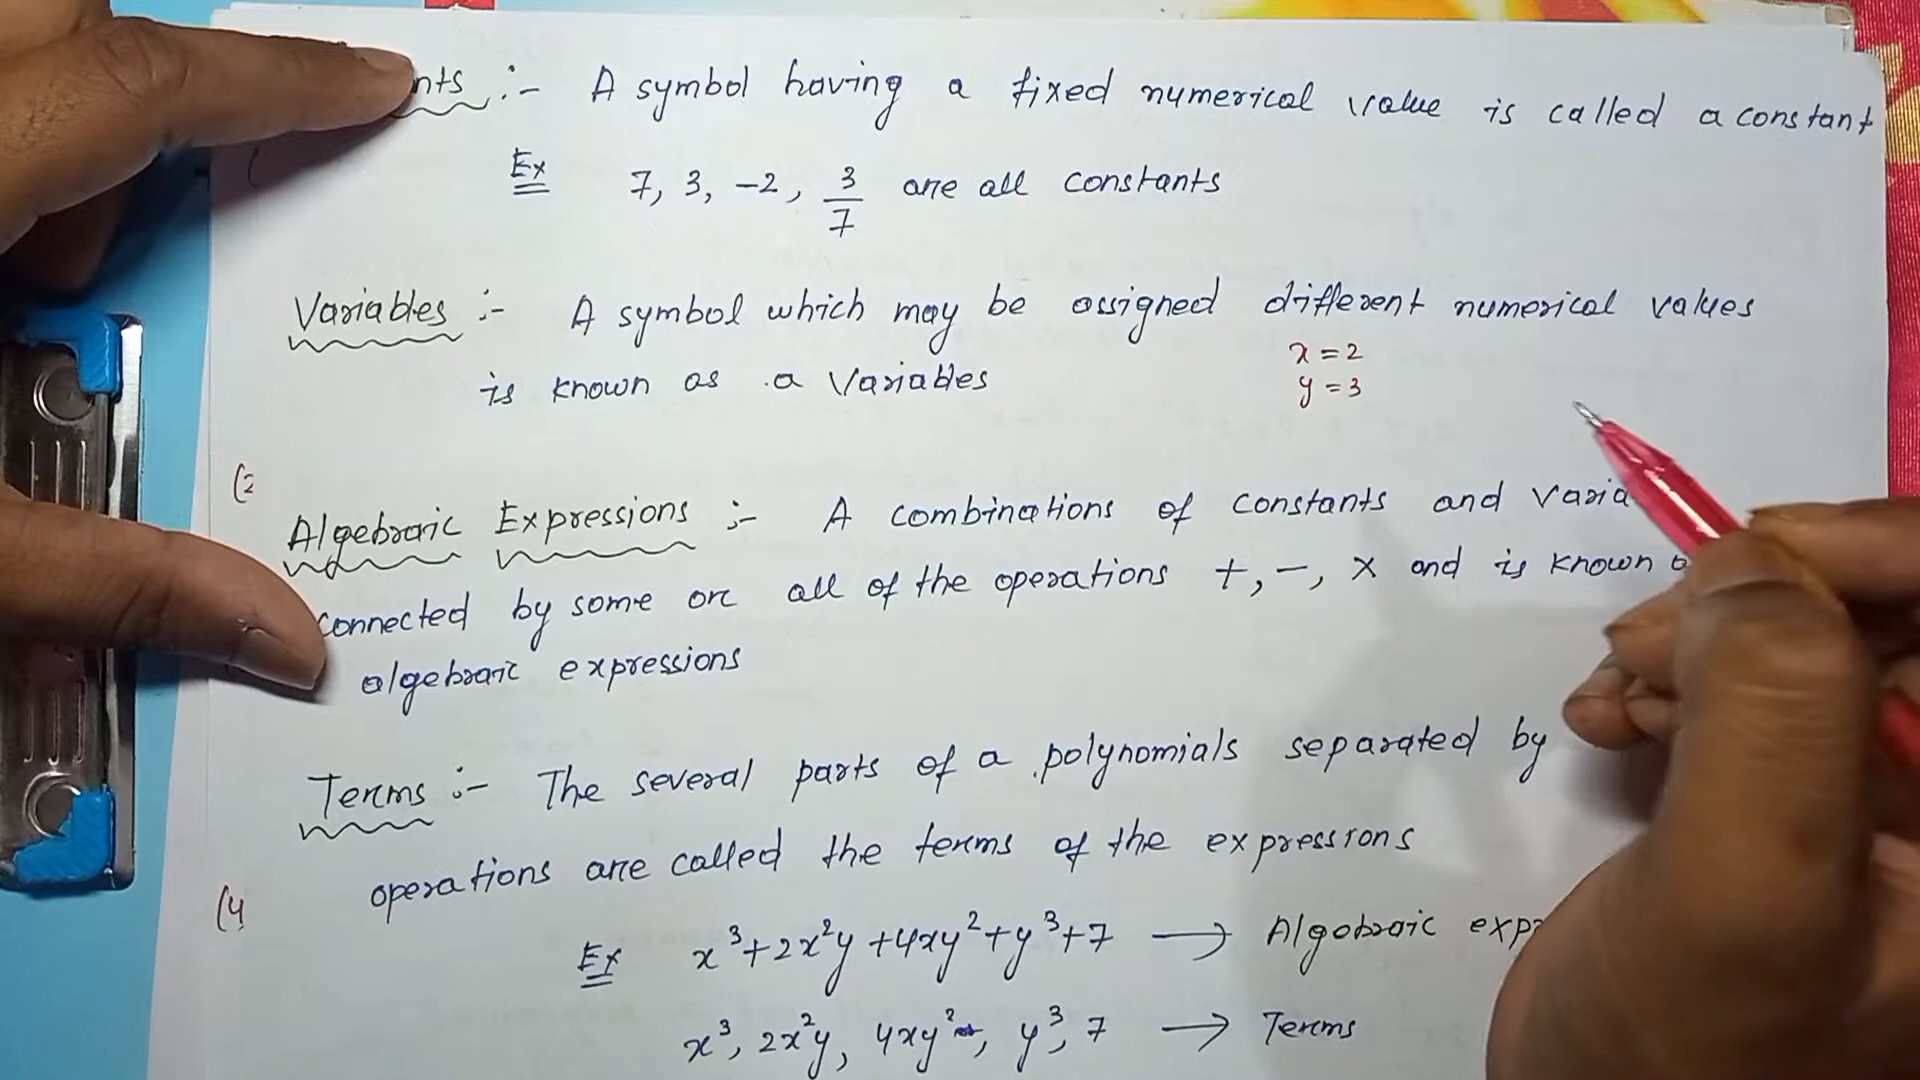 nts :- A symbol having a fixed numerical value is called a constant
Ex 7, 3, -2, 3/7 are all constants
Variables :- A symbol which may be assigned different numerical values
x = 2
is known as a Variables
y = 3
(2
Algebraic Expressions :- A combinations of constants and Varia
connected by some or all of the operations +, -, × and is known
algebraic expressions
Terms :- The several parts of a polynomials separated by
operations are called the terms of the expressions
(4
Ex x³+2x²y+4xy²+y³+7 → Algebraic exp
x³, 2x²y, 4xy², y³, 7 → Terms